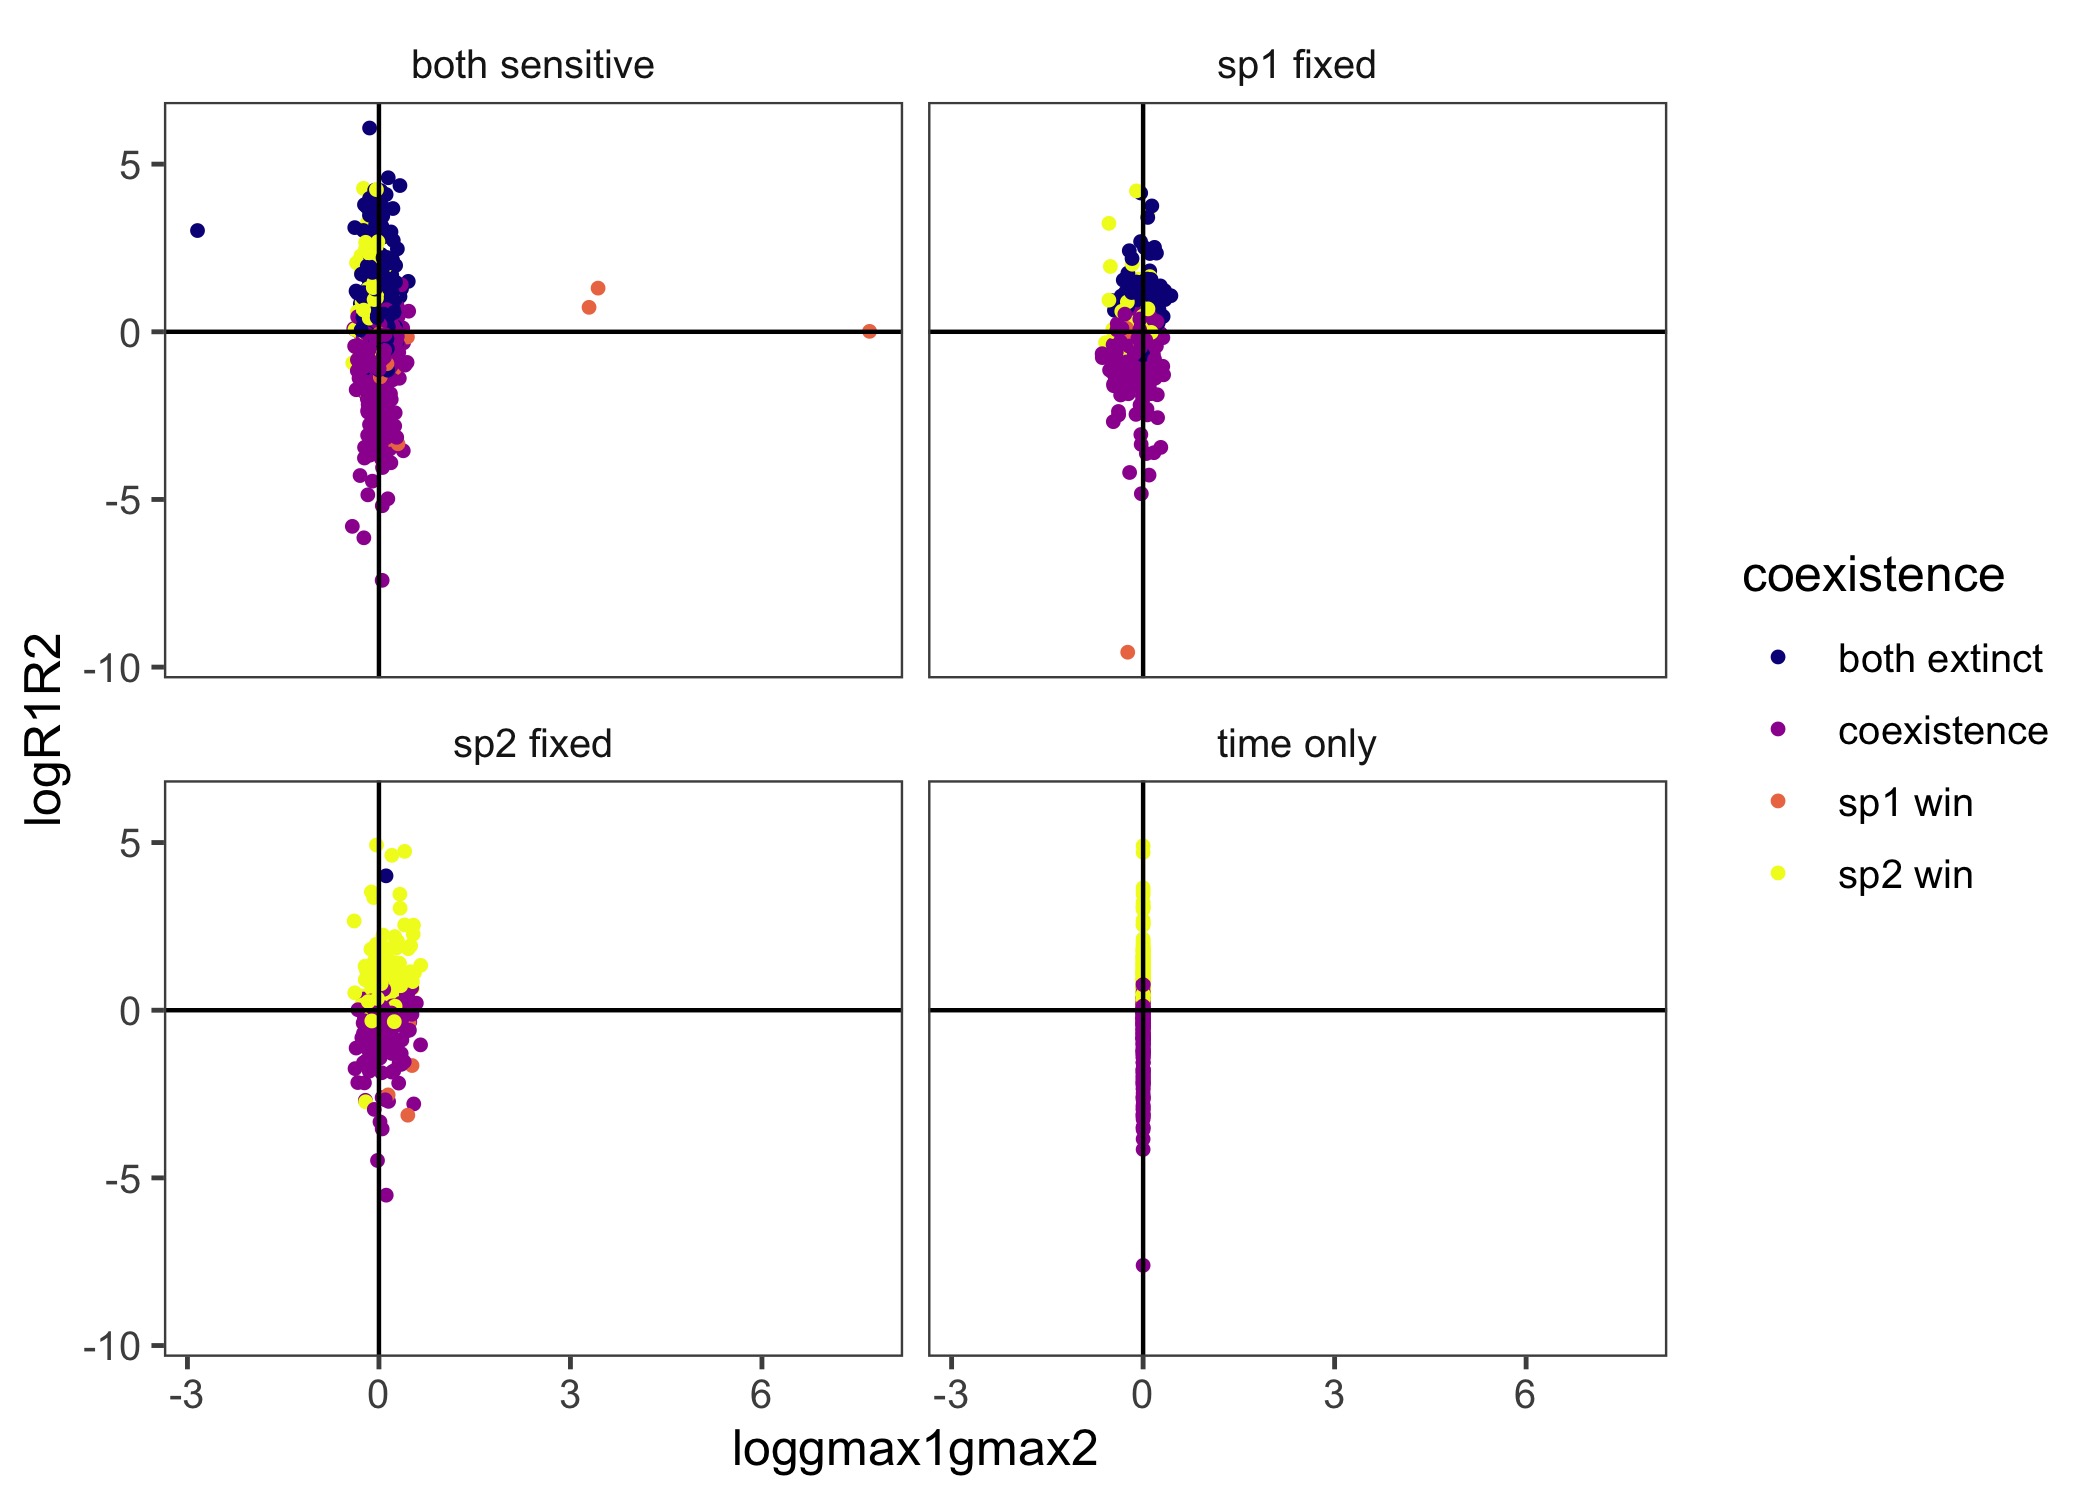 both sensitive
sp1 fixed
5
0
-5
-10
sp2 fixed
time only
5
0
-5
-10
-3 0 3 6
-3 0 3 6
loggmax1gmax2
logR1R2
coexistence
both extinct
coexistence
sp1 win
sp2 win